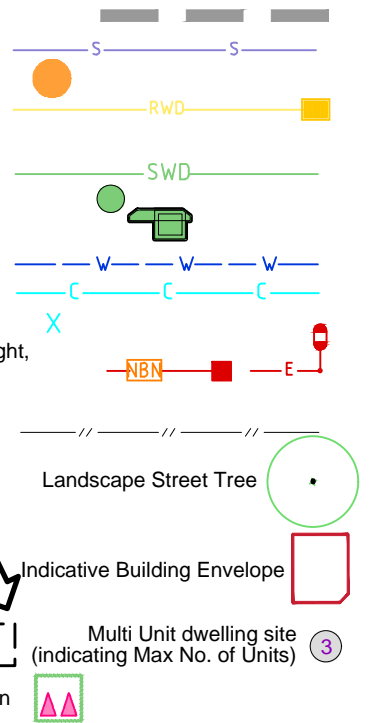 S S
RWD
SWD
W W W
C C C
X
ght,
NBN E
// // //
Landscape Street Tree
Indicative Building Envelope
Multi Unit dwelling site
(indicating Max No. of Units) 3
n